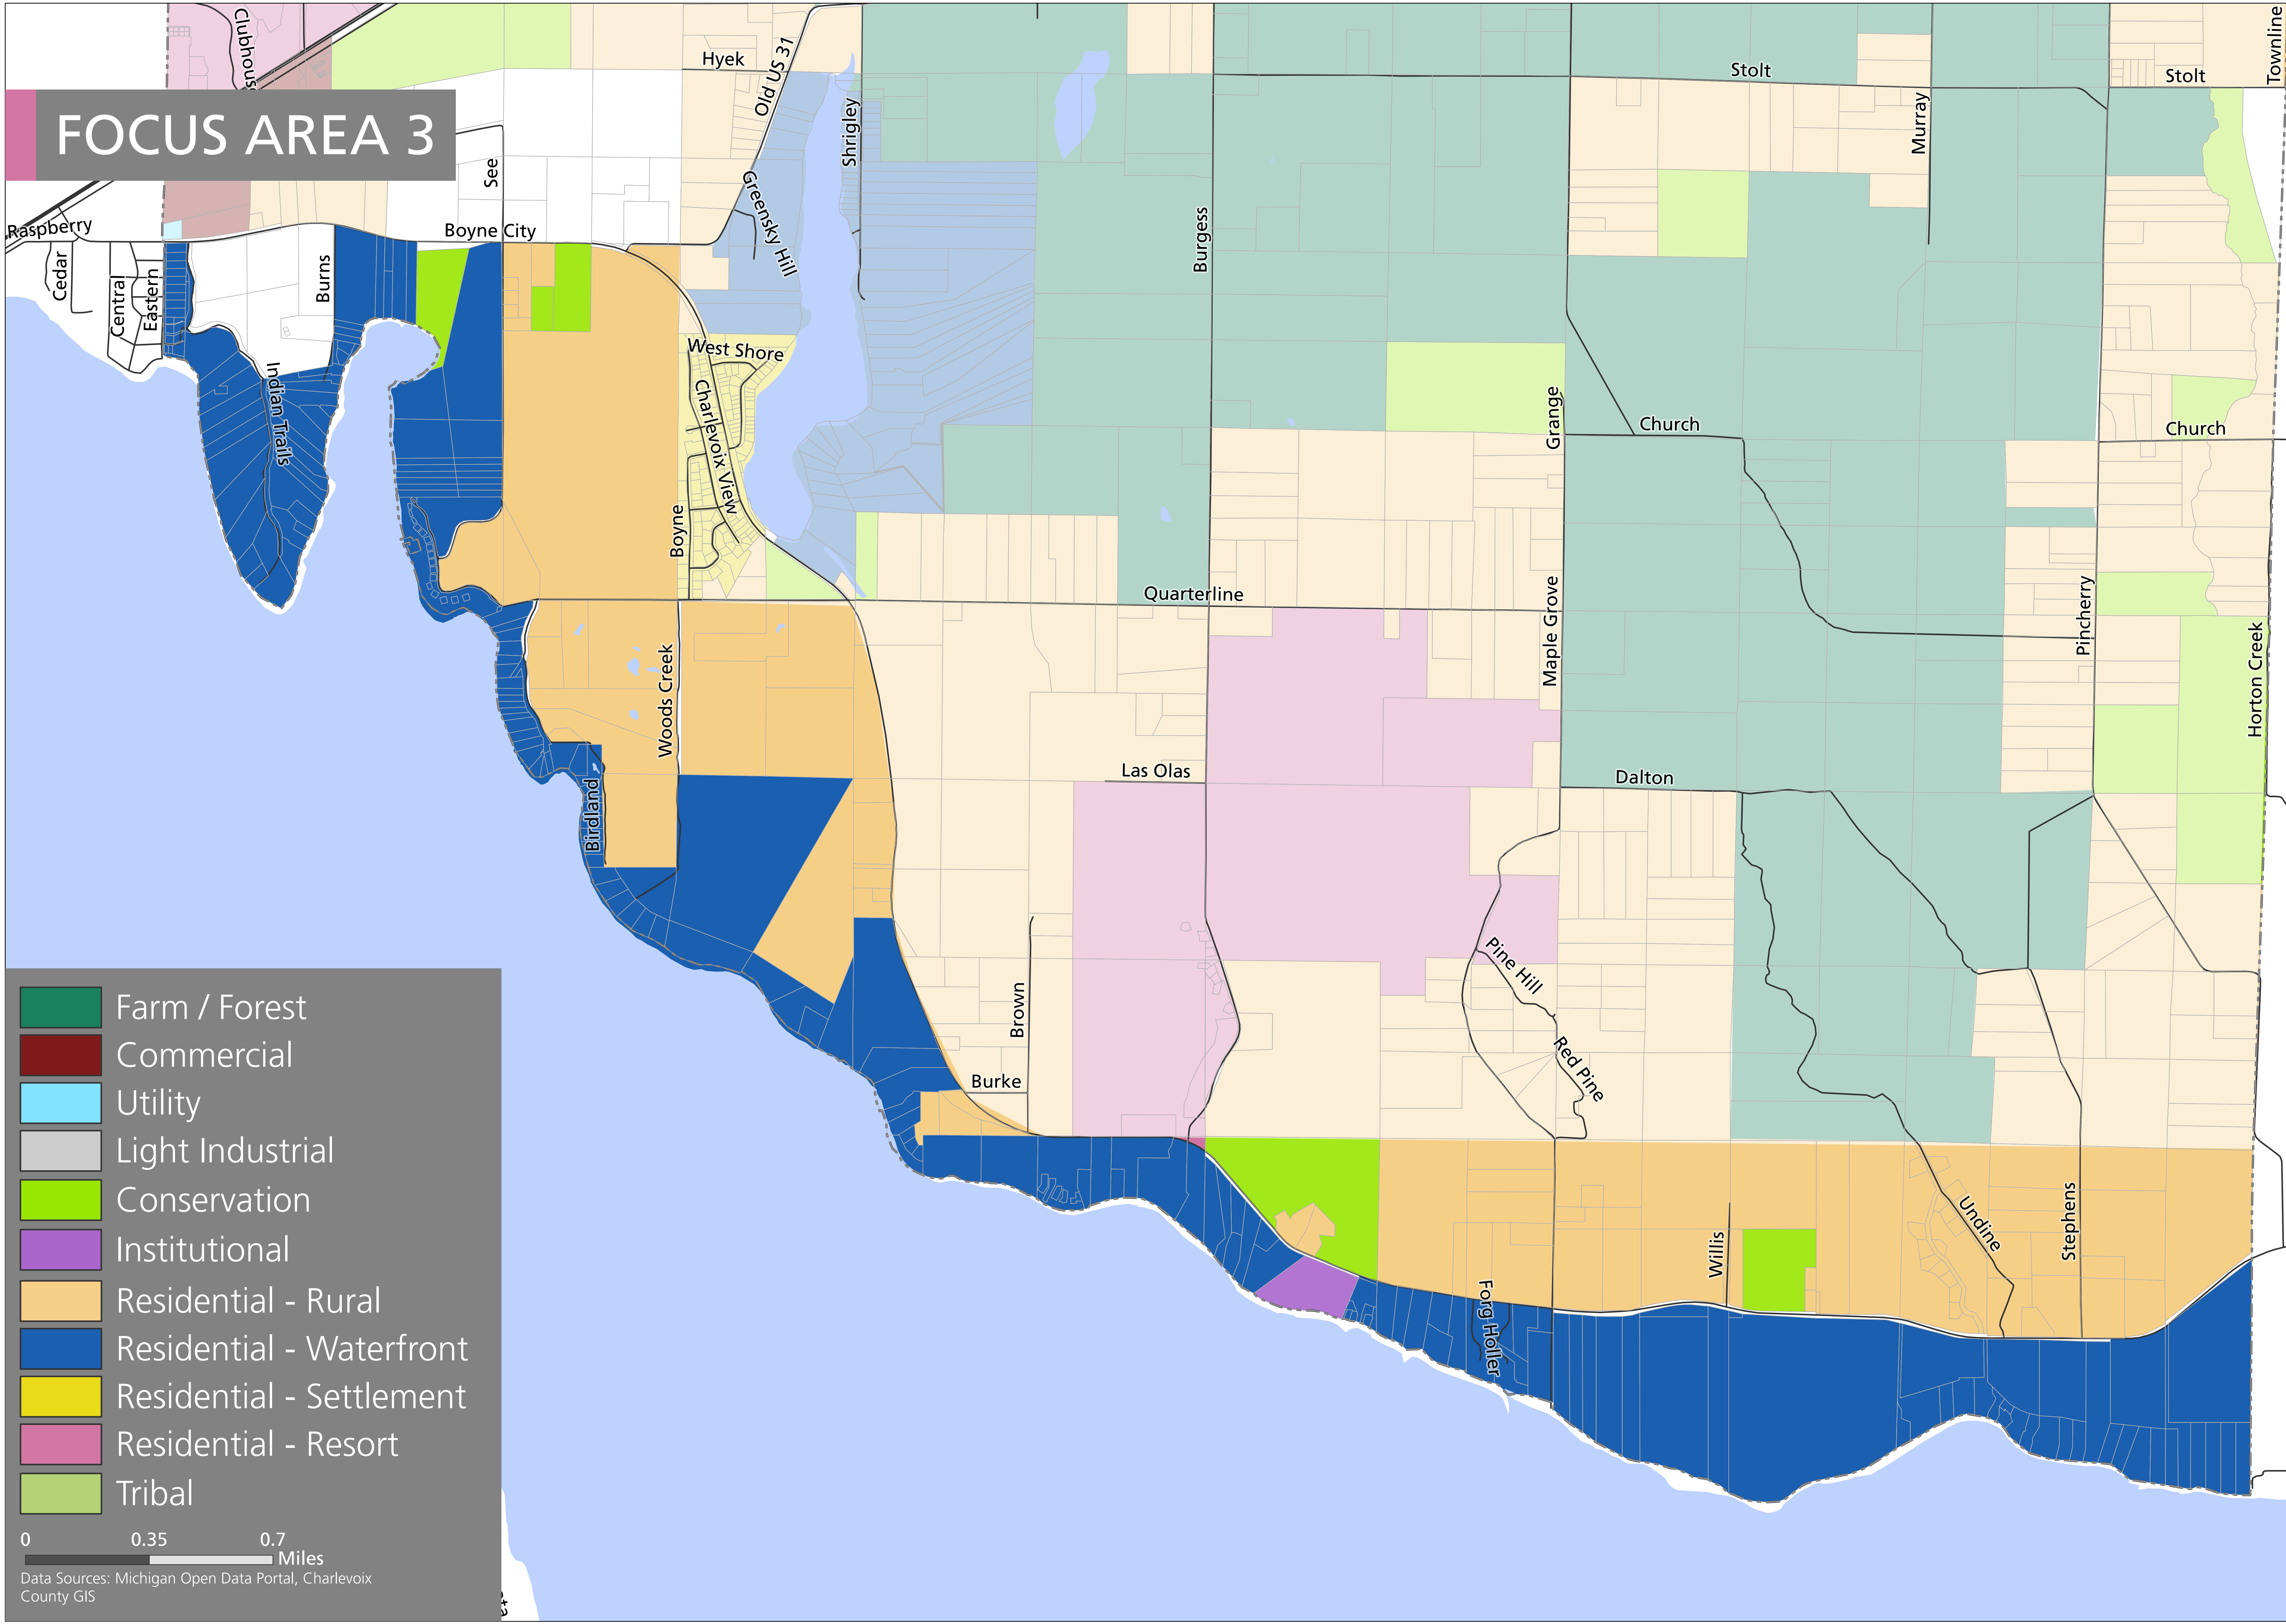 Clubhouse
Hyek
Old US 31
Stolt
Stolt
Townline
FOCUS AREA 3
See
Shrigley
Murray
Greensky Hill
Burgess
Raspberry
Boyne City
Cedar
Central
Eastern
Burns
Indian Trails
West Shore
Charlevoix View
Boyne
Grange
Church
Church
Quarterline
Maple Grove
Pincherry
Horton Creek
Woods Creek
Las Olas
Dalton
Birdland
Brown
Pine Hill
Red Pine
Burke
Willis
Undine
Stephens
Forg Holler
Farm / Forest
Commercial
Utility
Light Industrial
Conservation
Institutional
Residential - Rural
Residential - Waterfront
Residential - Settlement
Residential - Resort
Tribal
0 0.35 0.7
Miles
Data Sources: Michigan Open Data Portal, Charlevoix
County GIS